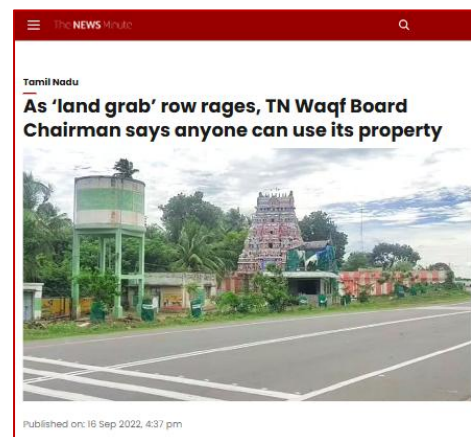 The NEWS Minute
Tamil Nadu
As ‘land grab’ row rages, TN Waqf Board
Chairman says anyone can use its property
Published on: 16 Sep 2022, 4:37 pm